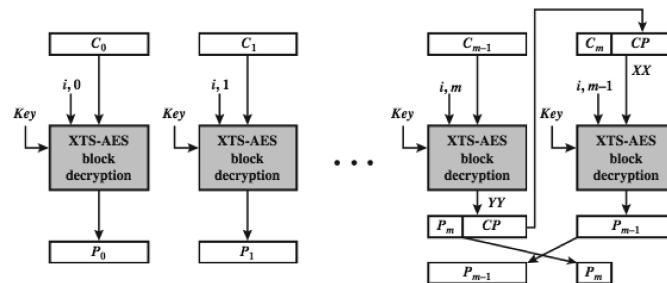 C0 C1 Cm-1 Cm CP
XX
i, 0 i, 1 i, m i, m-1
Key Key Key Key
XTS-AES block decryption
XTS-AES block decryption
• • •
XTS-AES block decryption
XTS-AES block decryption
YY
P0 P1 Pm CP Pm-1
Pm-1 Pm